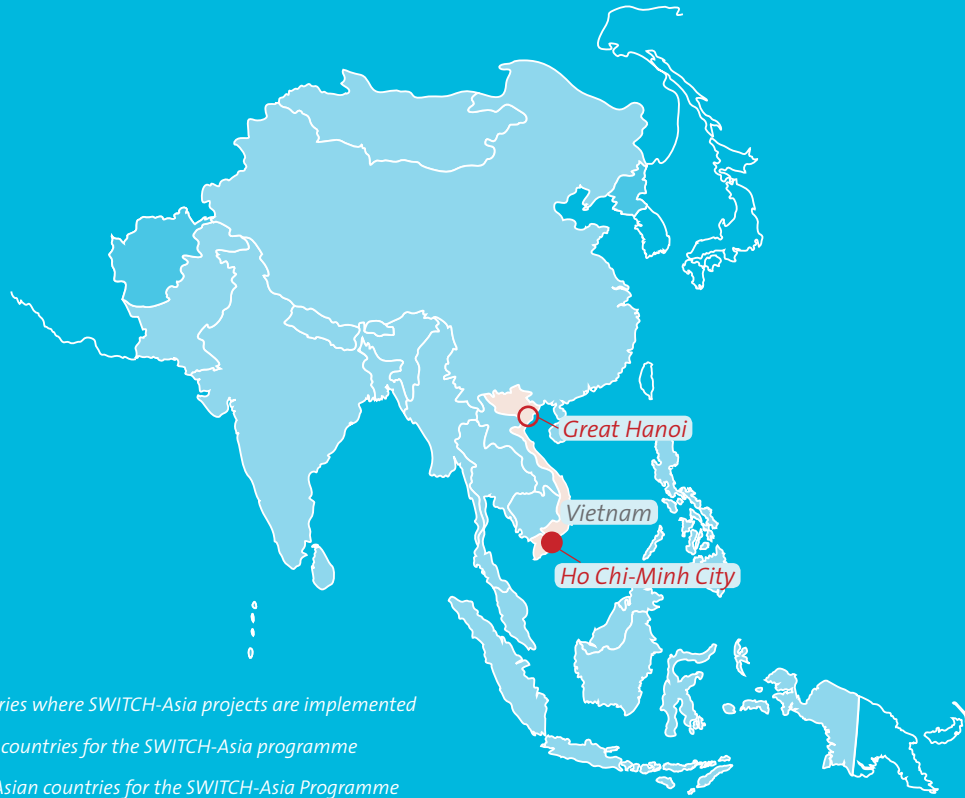 Great Hanoi
Vietnam
Ho Chi-Minh City
where SWITCH-Asia projects are implemented
countries for the SWITCH-Asia programme
Asian countries for the SWITCH-Asia Programme